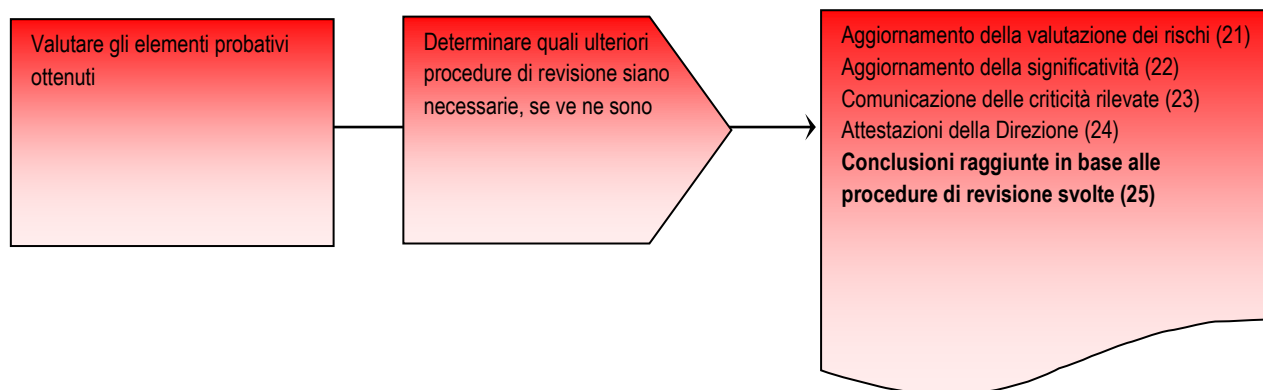 Valutare gli elementi probativi
ottenuti
Determinare quali ulteriori
procedure di revisione siano
necessarie, se ve ne sono
Aggiornamento della valutazione dei rischi (21)
Aggiornamento della significatività (22)
Comunicazione delle criticità rilevate (23)
Attestazioni della Direzione (24)
Conclusioni raggiunte in base alle
procedure di revisione svolte (25)